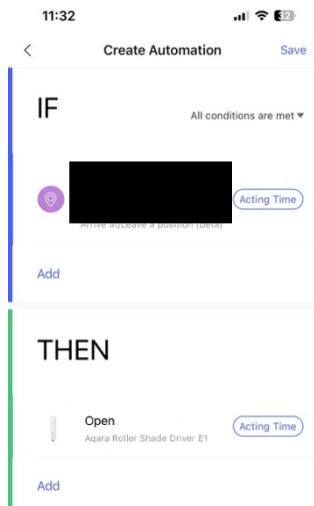 11:32
32
Create Automation
Save
IF
All conditions are met
Acting Time
Arrive at/Leave a position (beta)
Add
THEN
Open
Acting Time
Aqara Roller Shade Driver E1
Add